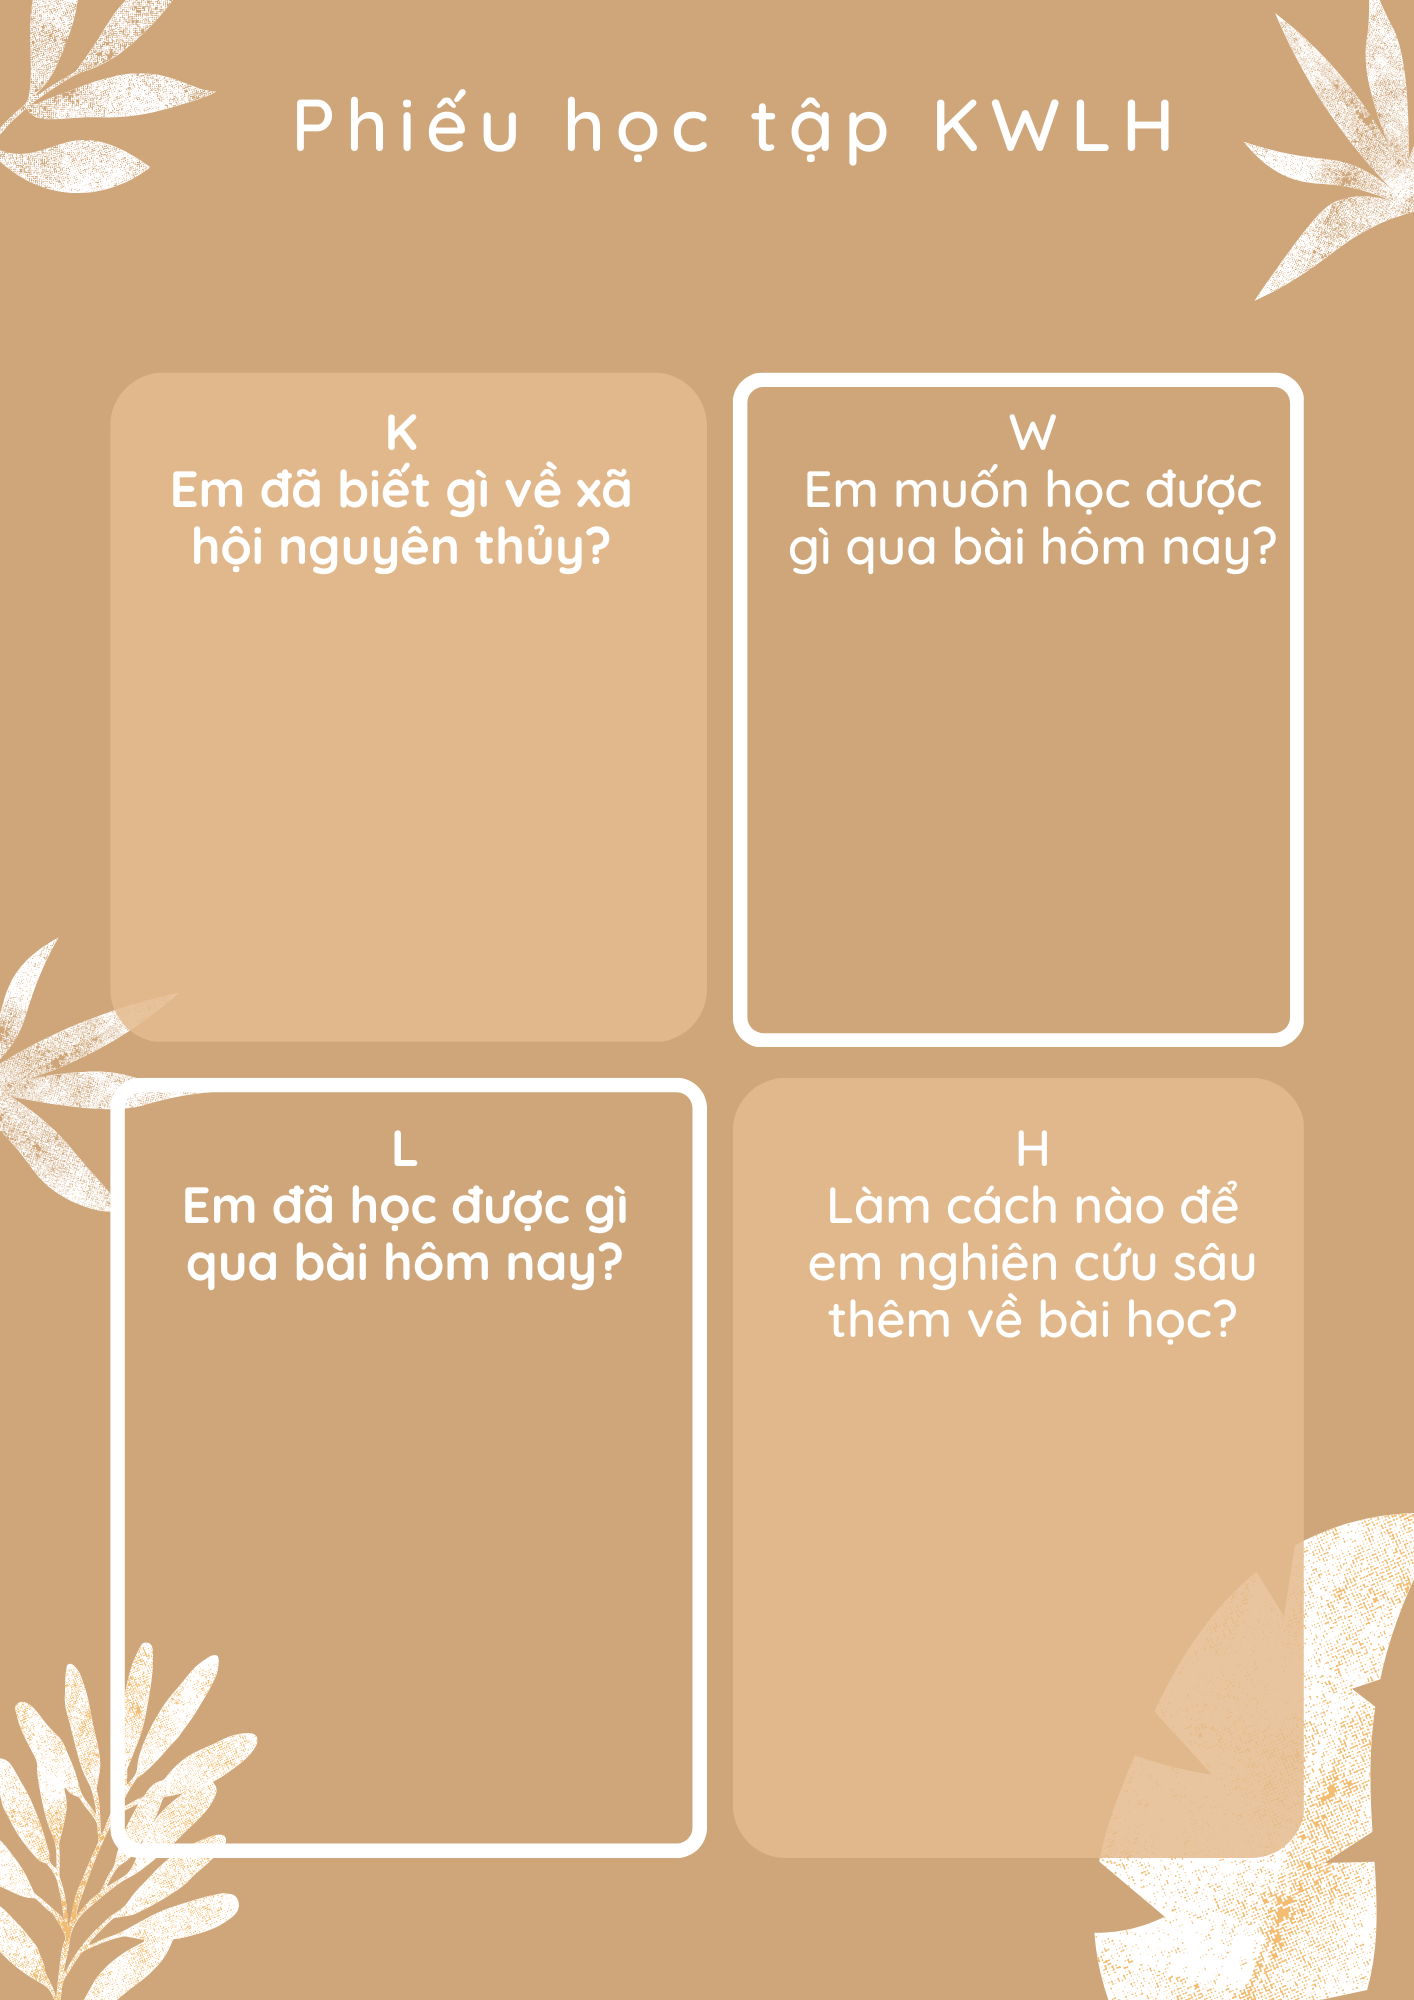 Phiếu học tập KWLH
K
Em đã biết gì về xã
hội nguyên thủy?
W
Em muốn học được
gì qua bài hôm nay?
L
Em đã học được gì
qua bài hôm nay?
H
Làm cách nào để
em nghiên cứu sâu
thêm về bài học?